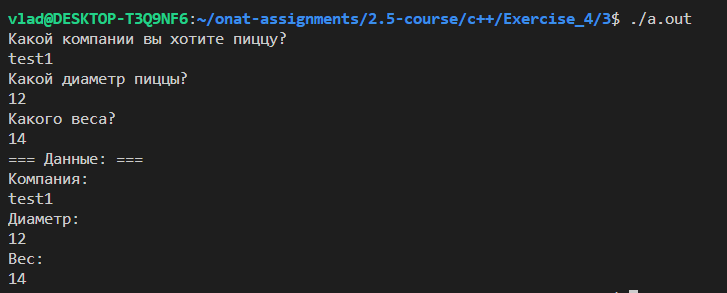 vlad@DESKTOP-T3Q9NF6:~/onat-assignments/2.5-course/c++/Exercise_4/3$ ./a.out
Какой компании вы хотите пиццу?
test1
Какой диаметр пиццы?
12
Какого веса?
14
=== Данные: ===
Компания:
test1
Диаметр:
12
Вес:
14